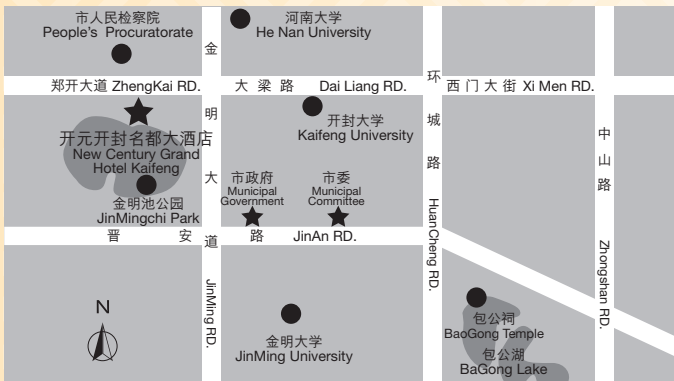 市人民检察院
People's Procuratorate
河南大学
He Nan University
郑开大道 ZhengKai RD.
大梁路 Dai Liang RD.
西门大街 Xi Men RD.
开元开封名都大酒店
New Century Grand
Hotel Kaifeng
开封大学
Kaifeng University
金明池公园
JinMingchi Park
市政府
Municipal
Government
市委
Municipal
Committee
晋安路 JinAn RD.
金明大道
JinMing RD.
环城路
HuanCheng RD.
中山路
Zhongshan RD.
N
金明大学
JinMing University
包公祠
BaoGong Temple
包公湖
BaGong Lake